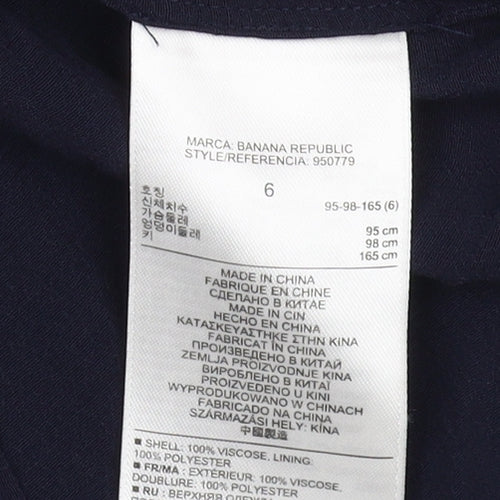 MARCA: BANANA REPUBLIC
STYLE/REFERENCIA: 950779
6
호칭
신체치수 95-98-165 (6)
가슴둘레 95 cm
엉덩이둘레 98 cm
키 165 cm
MADE IN CHINA
FABRIQUE EN CHINE
СДЕЛАНО В КИТАЕ
MADE IN CIN
HECHO EN CHINA
ΚΑΤΑΣΚΕΥΑΣΤΗΚΕ ΣΤΗΝ ΚΙΝΑ
FABRICAT ÎN CHINA
ПРОИЗВЕДЕНО В КИТАЙ
ZEMLJA PROIZVODNJE KINA
ВИРОБЛЕНО В КИТАЇ
PROIZVEDENO U KINI
WYPRODUKOWANO W CHINACH
FABRICADO NA CHINA
SZÁRMAZÁSI HELY: KÍNA
中國製造
■ SHELL: 100% VISCOSE, LINING:
100% POLYESTER
■ FR/MA : EXTÉRIEUR: 100% VISCOSE,
DOUBLURE: 100% POLYESTER
■ RU : ВЕРХНЯЯ